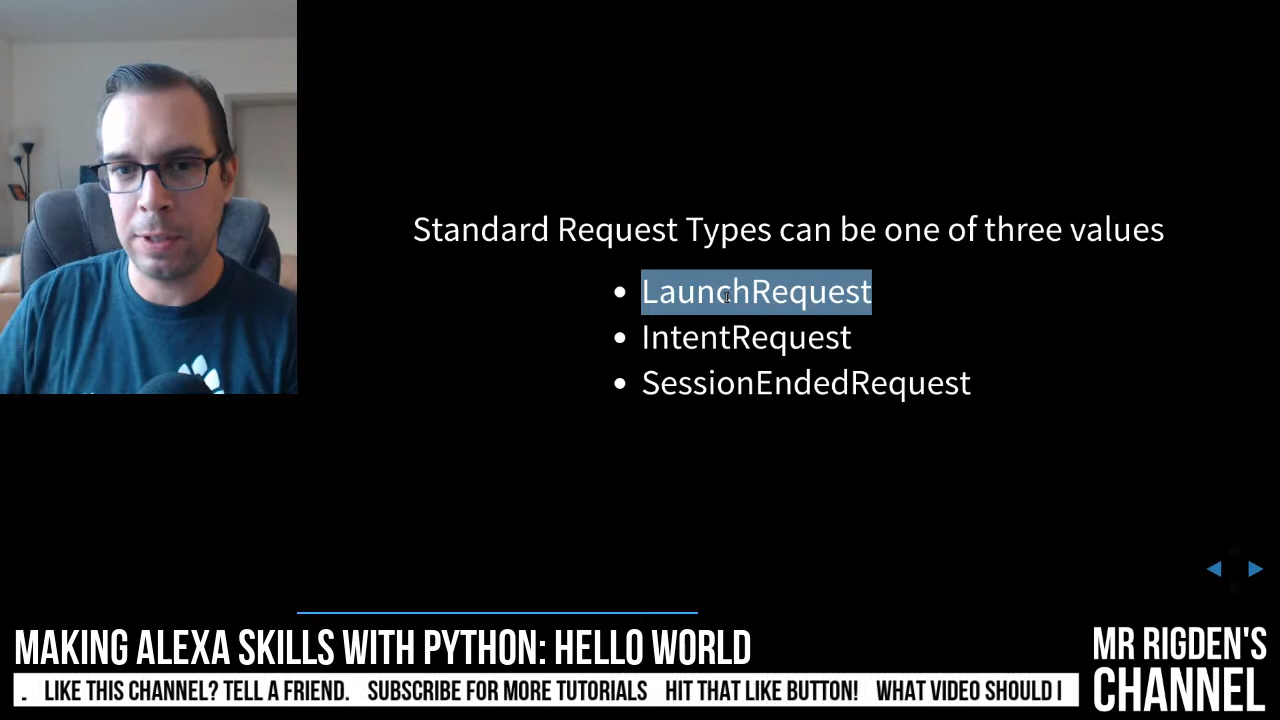 Standard Request Types can be one of three values
• LaunchRequest
• IntentRequest
• SessionEndedRequest
MAKING ALEXA SKILLS WITH PYTHON: HELLO WORLD
. LIKE THIS CHANNEL? TELL A FRIEND. SUBSCRIBE FOR MORE TUTORIALS HIT THAT LIKE BUTTON! WHAT VIDEO SHOULD I
MR RIGDEN'S
CHANNEL